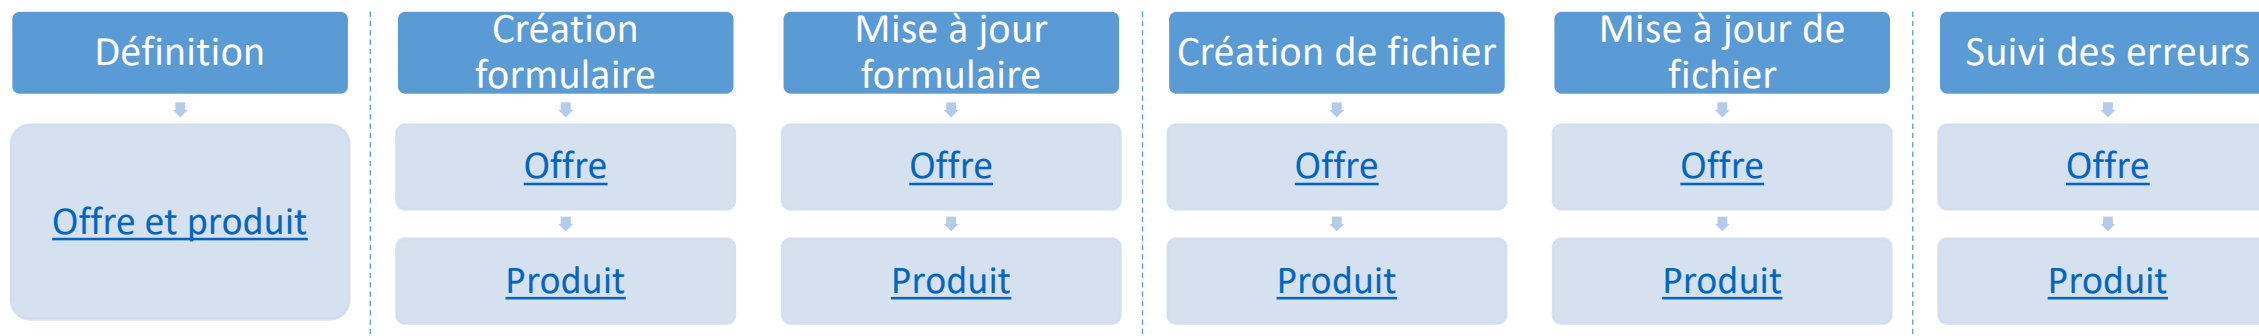 Définition
Offre et produit
Création
formulaire
Offre
Produit
Mise à jour
formulaire
Offre
Produit
Création de fichier
Offre
Produit
Mise à jour de
fichier
Offre
Produit
Suivi des erreurs
Offre
Produit